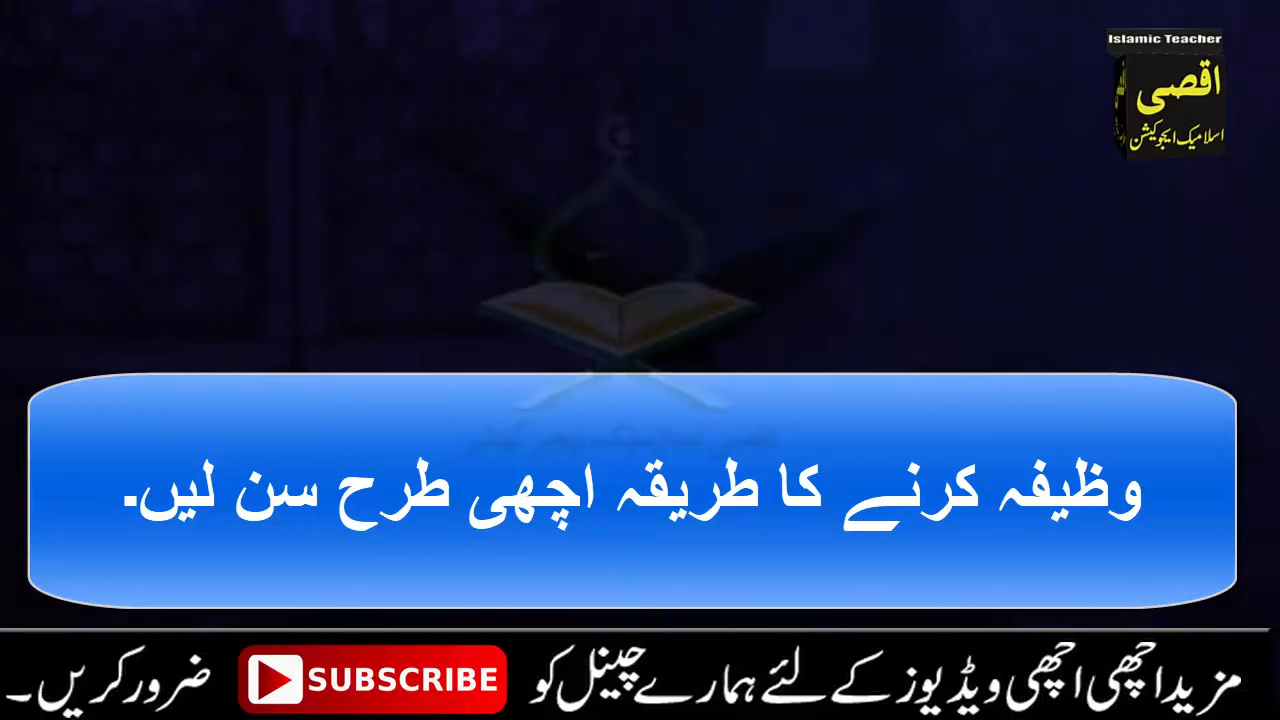 Islamic Teacher
اقصی
اسلامیک ایجوکیشن
وظیفہ کرنے کا طریقہ اچھی طرح سن لیں۔
مزید اچھی اچھی ویڈیوز کے لئے ہمارے چینل کو SUBSCRIBE ضرور کریں۔